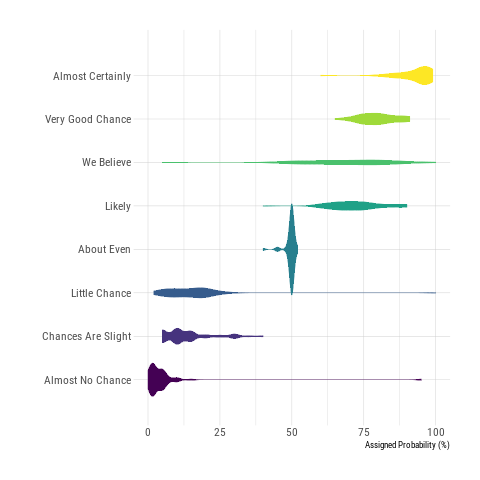 Almost Certainly
Very Good Chance
We Believe
Likely
About Even
Little Chance
Chances Are Slight
Almost No Chance
0 25 50 75 100
Assigned Probability (%)